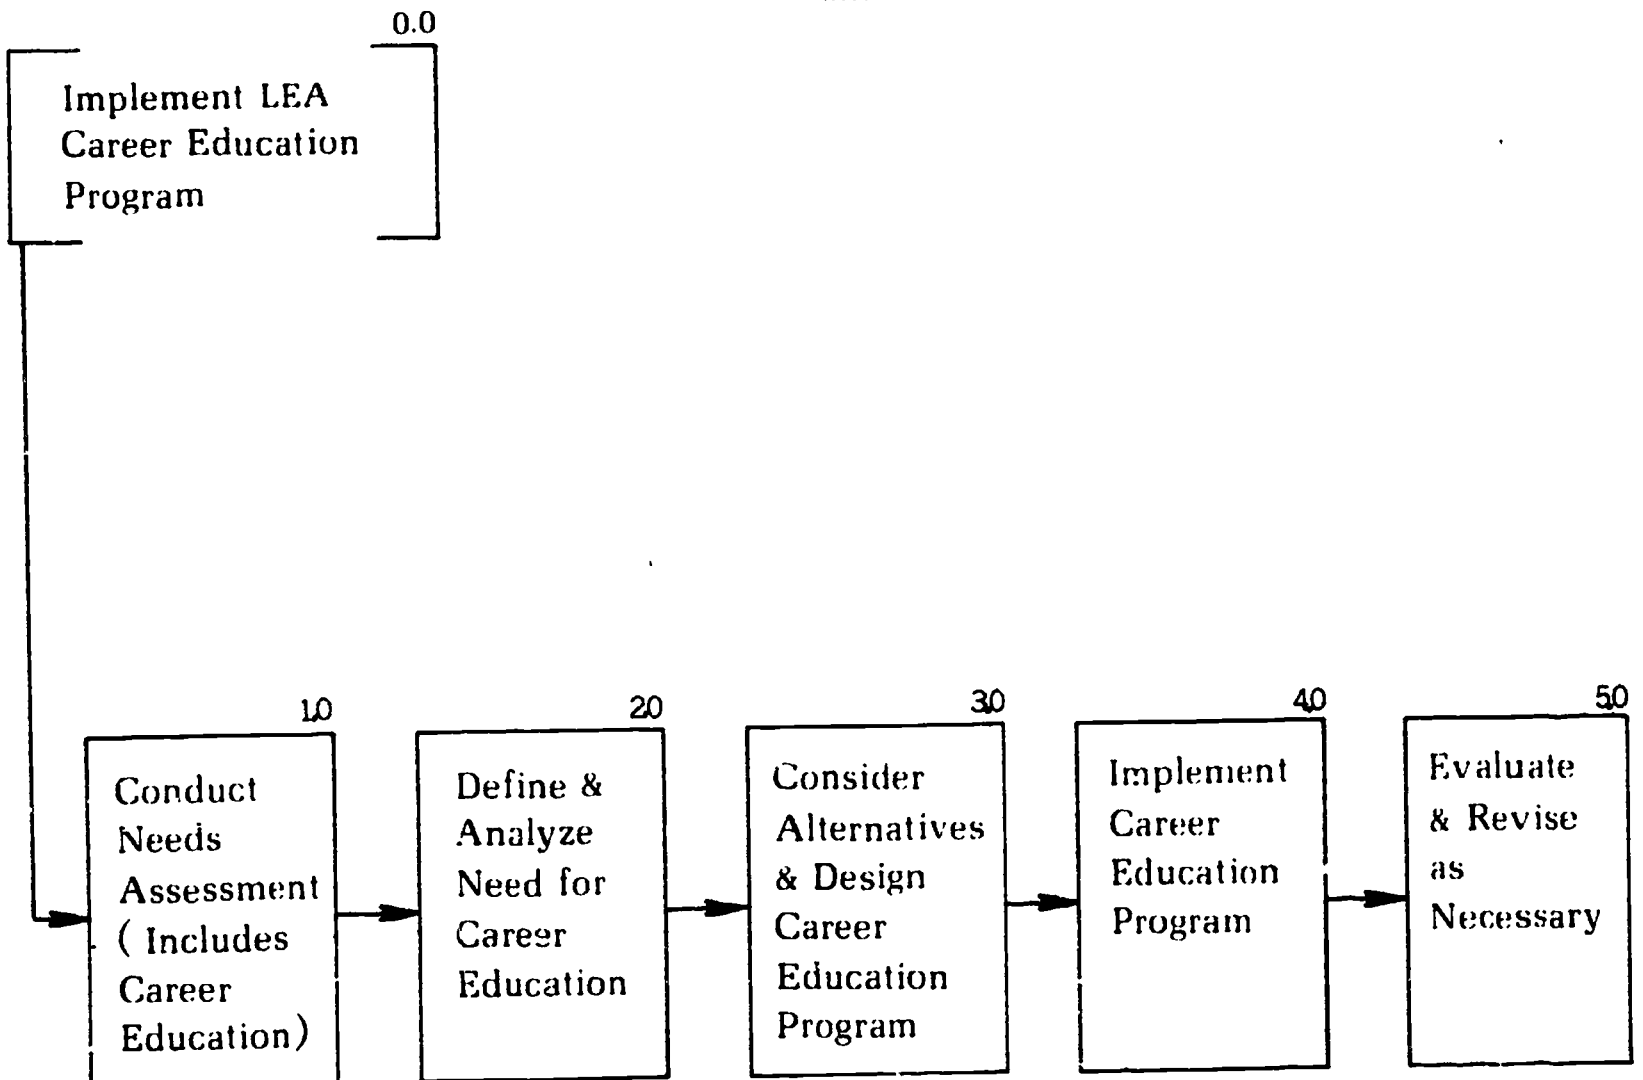 0.0
Implement LEA
Career Education
Program
1.0
Conduct
Needs
Assessment
( Includes
Career
Education)
2.0
Define &
Analyze
Need for
Career
Education
3.0
Consider
Alternatives
& Design
Career
Education
Program
4.0
Implement
Career
Education
Program
5.0
Evaluate
& Revise
as
Necessary